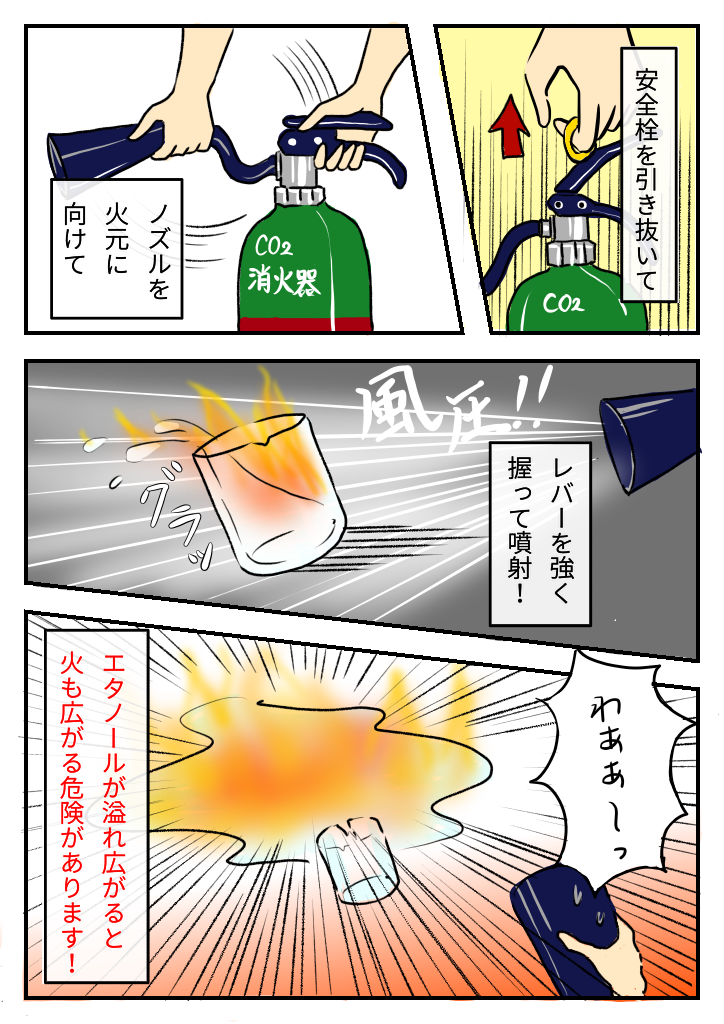 安全栓を引き抜いて
CO2
ノズルを
火元に
向けて
CO2
消火器
風圧!!
レバーを強く
握って噴射！
グラッ
わああ〜っ
エタノールが溢れ広がると
火も広がる危険があります！